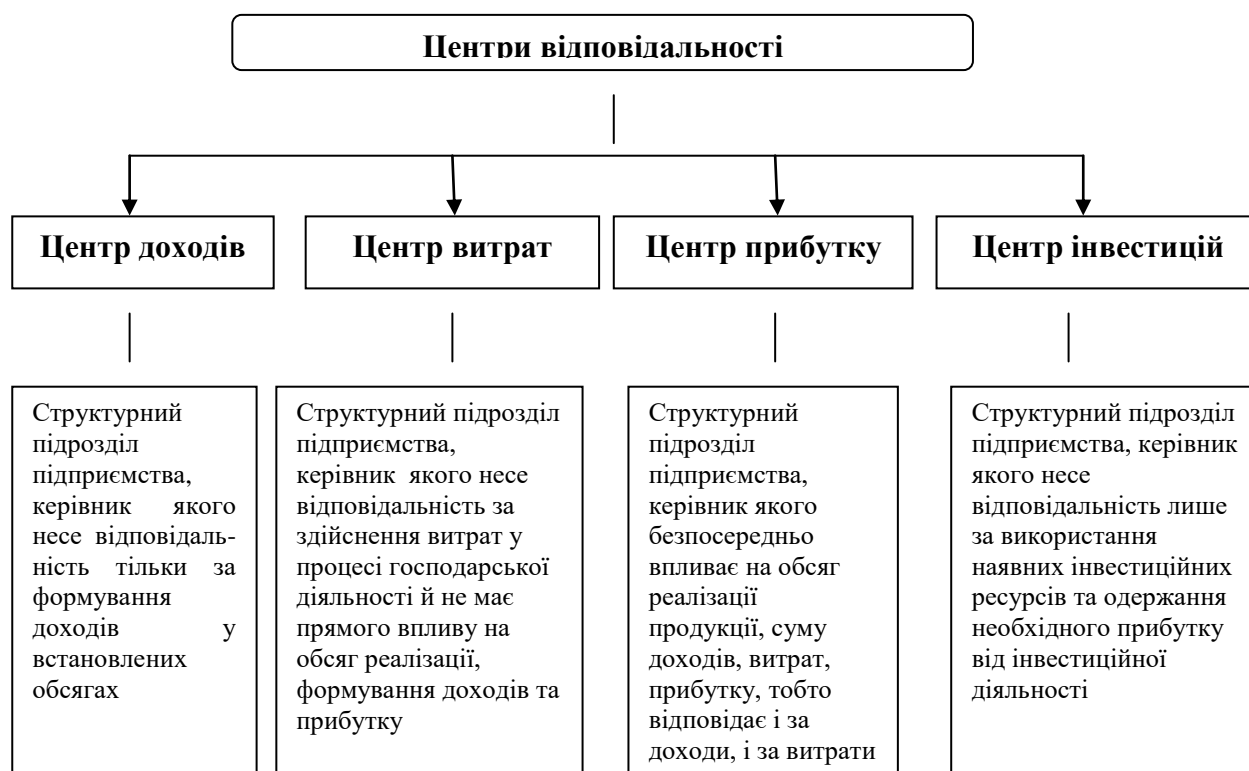 Центри відповідальності
Центр доходів
Центр витрат
Центр прибутку
Центр інвестицій
Структурний
підрозділ
підприємства,
керівник якого
несе відповідаль-
ність тільки за
формування
доходів у
встановлених
обсягах
Структурний підрозділ
підприємства,
керівник якого несе
відповідальність за
здійснення витрат у
процесі господарської
діяльності й не має
прямого впливу на
обсяг реалізації,
формування доходів та
прибутку
Структурний
підрозділ
підприємства,
керівник якого
безпосередньо
впливає на обсяг
реалізації
продукції, суму
доходів, витрат,
прибутку, тобто
відповідає і за
доходи, і за витрати
Структурний підрозділ
підприємства, керівник
якого несе
відповідальність лише
за використання
наявних інвестиційних
ресурсів та одержання
необхідного прибутку
від інвестиційної
діяльності